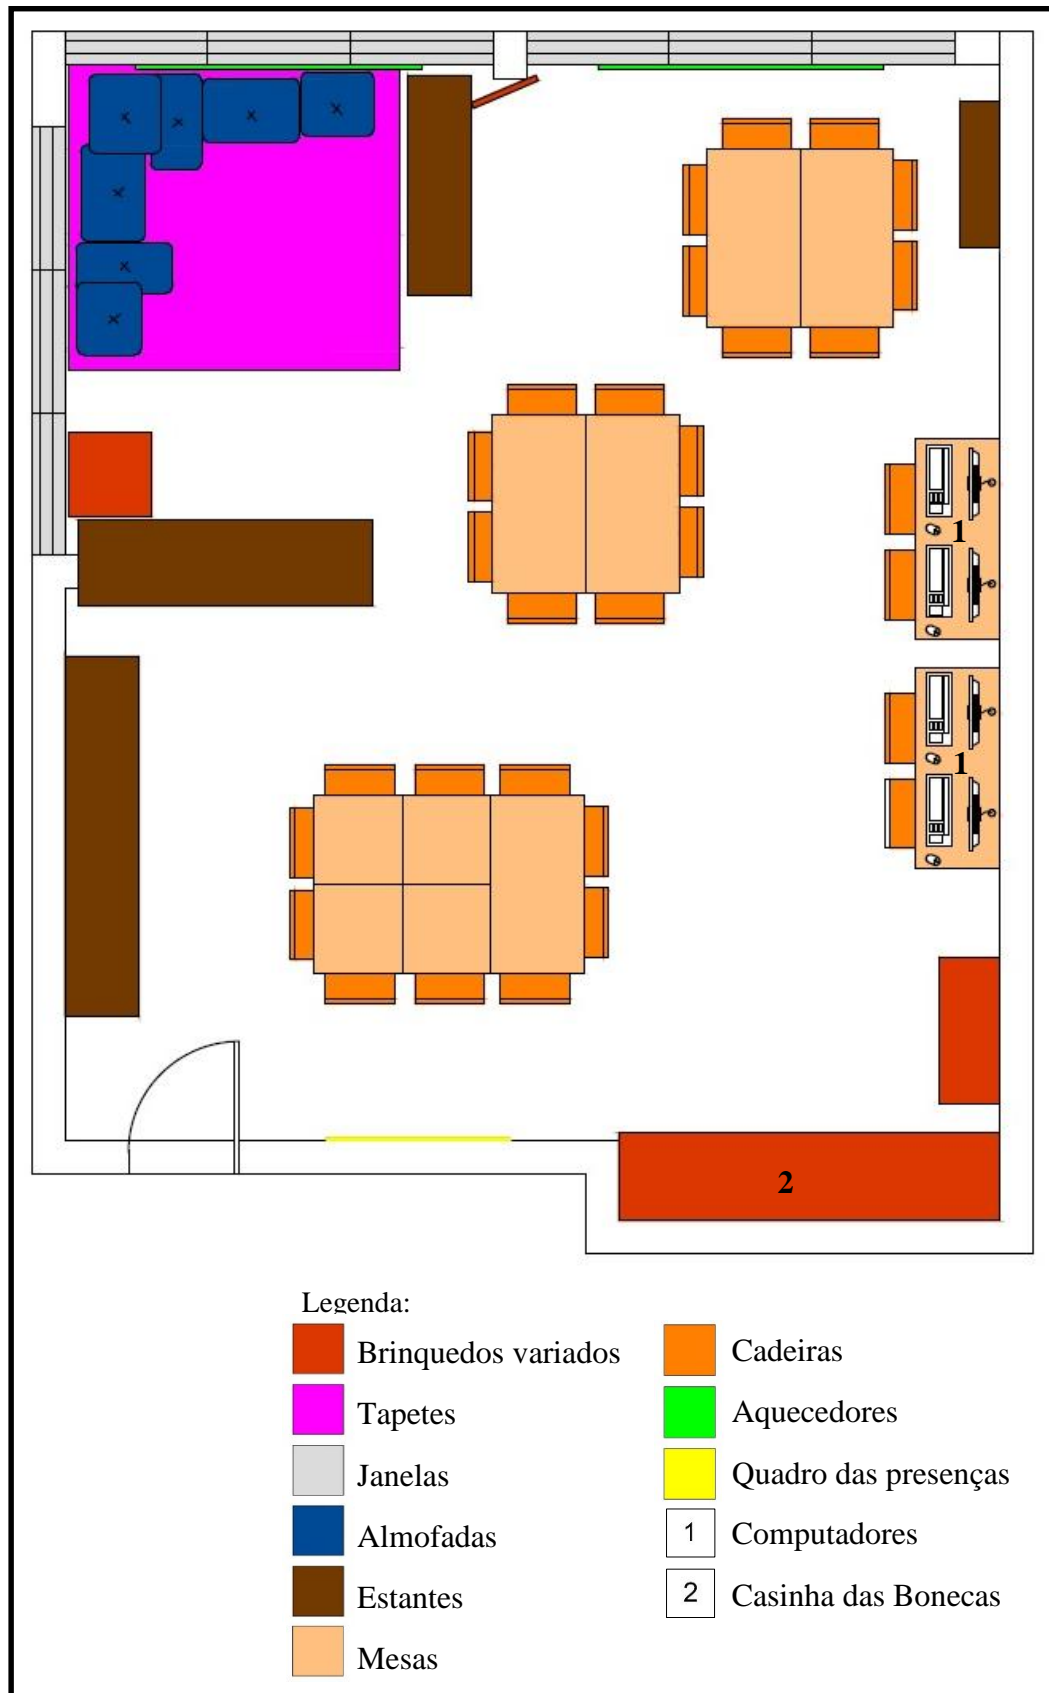 1
1
2
Legenda:
Brinquedos variados
Tapetes
Janelas
Almofadas
Estantes
Mesas
Cadeiras
Aquecedores
Quadro das presenças
1 Computadores
2 Casinha das Bonecas